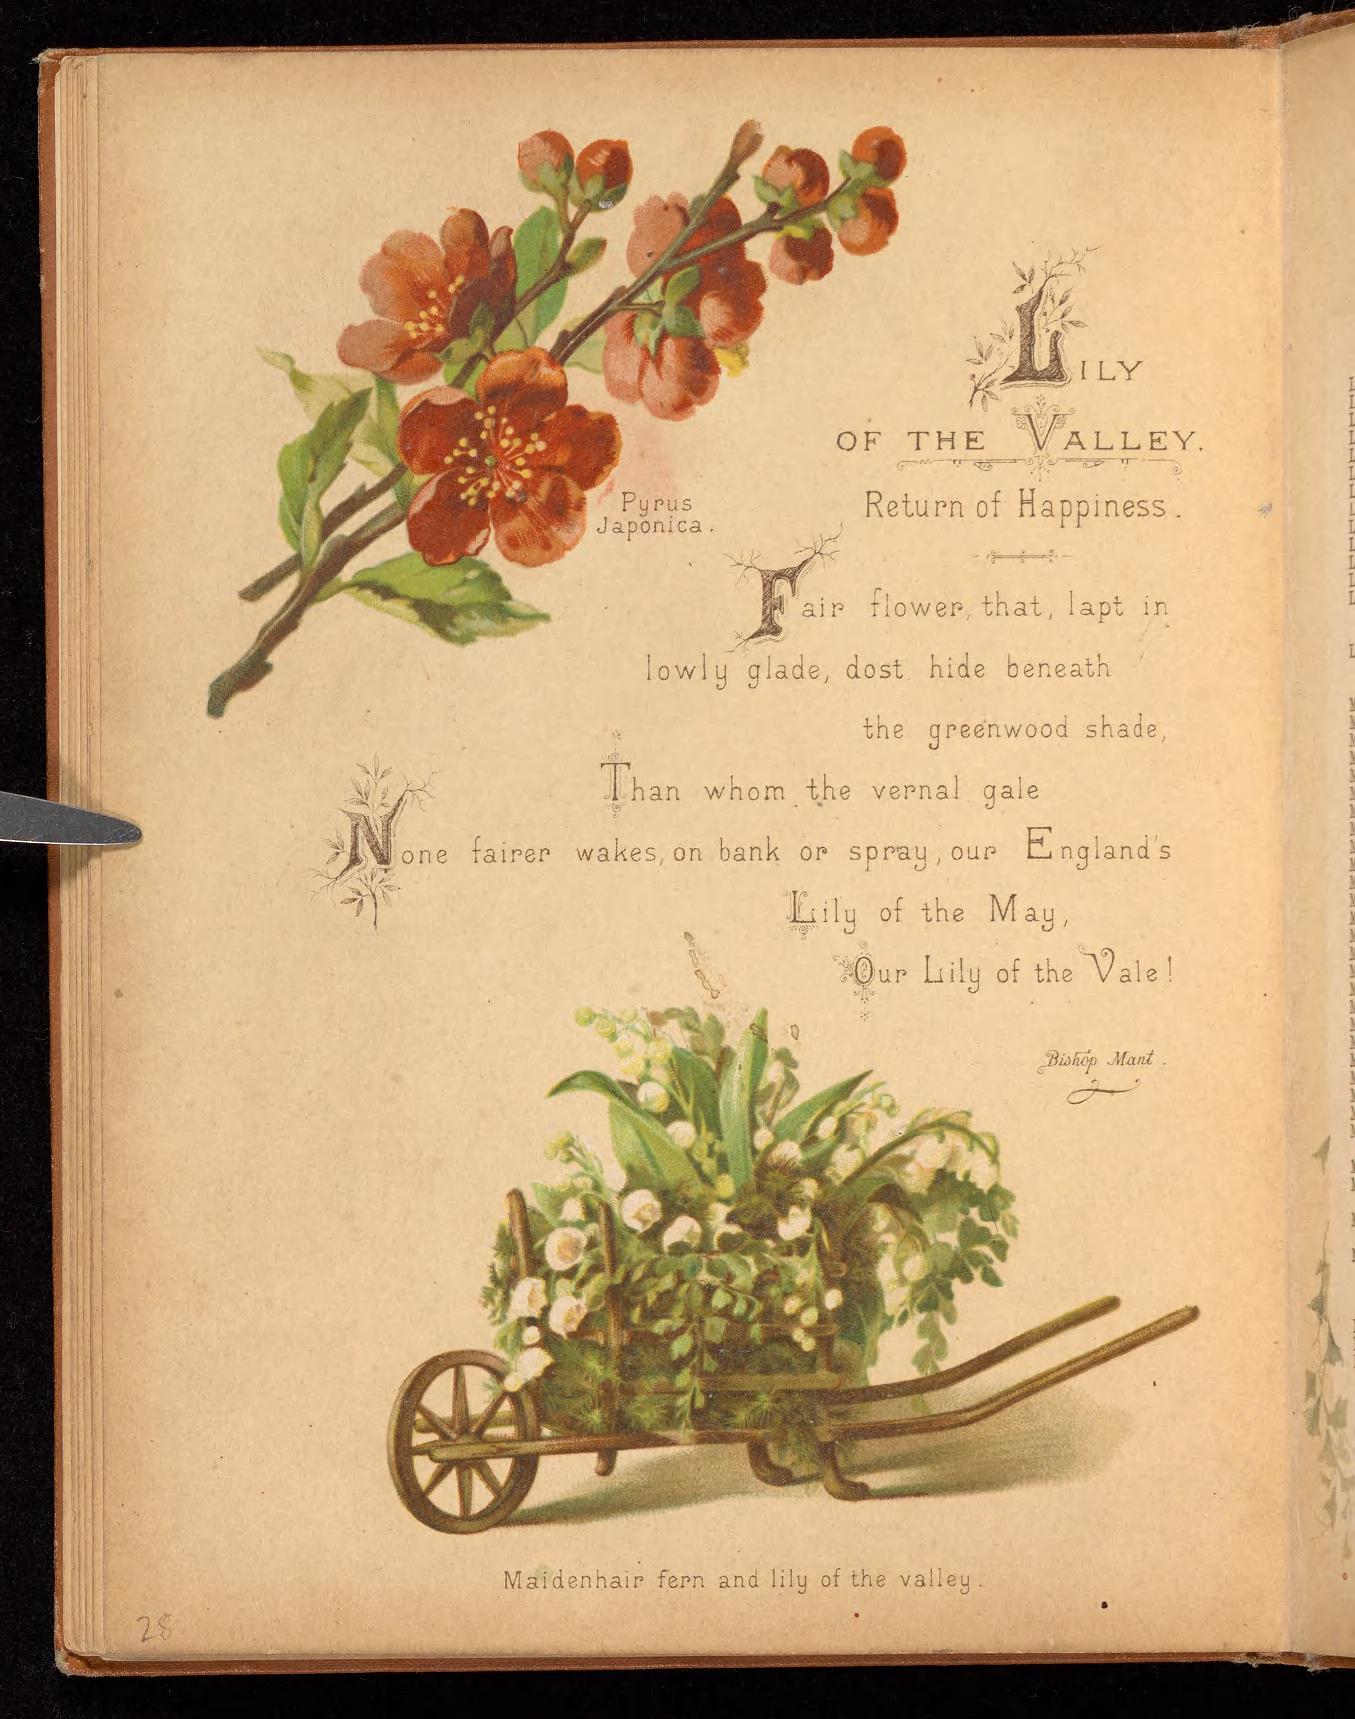 LILY
OF THE VALLEY.
Return of Happiness.
Pyrus
Japonica.
Fair flower, that, lapt in
lowly glade, dost hide beneath
the greenwood shade,
Than whom the vernal gale
None fairer wakes, on bank or spray, our England's
Lily of the May,
Our Lily of the Vale!
Bishop Mant.
Maidenhair fern and lily of the valley.
28